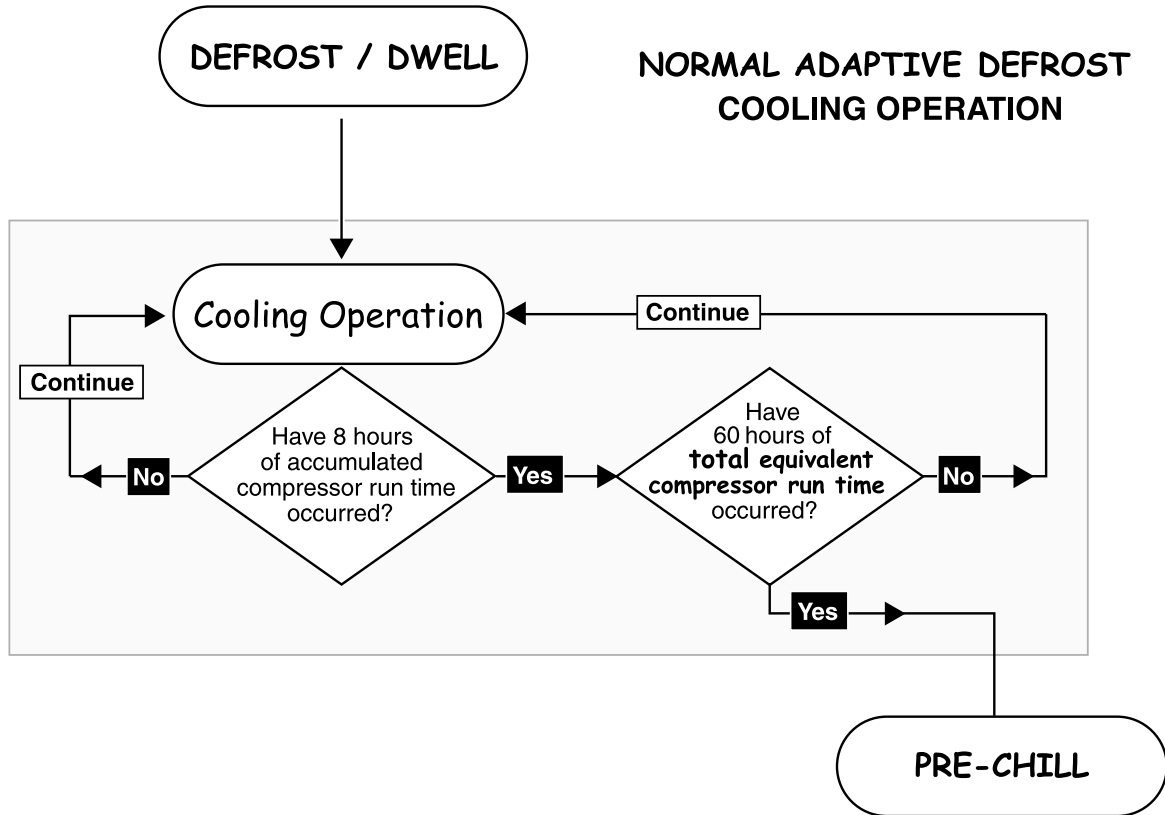 DEFROST / DWELL
NORMAL ADAPTIVE DEFROST
COOLING OPERATION
Cooling Operation
Continue
Continue
Have 8 hours
of accumulated
compressor run time
occurred?
No
Yes
Have
60 hours of
total equivalent
compressor run time
occurred?
No
Yes
PRE-CHILL